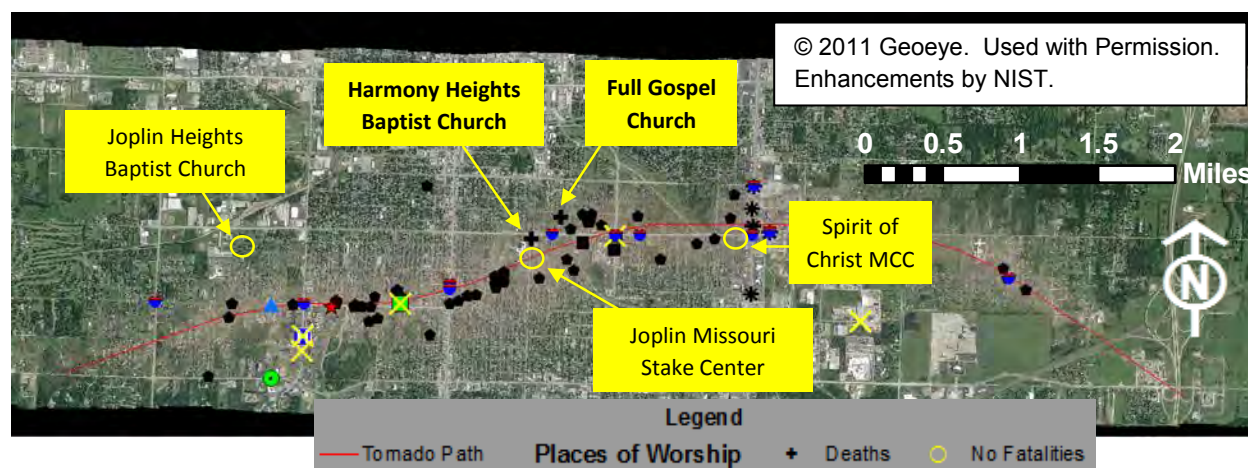 © 2011 Geoeye. Used with Permission.
Enhancements by NIST.
Harmony Heights
Baptist Church
Full Gospel
Church
Joplin Heights
Baptist Church
0 0.5 1 1.5 2
Miles
Spirit of
Christ MCC
N
Joplin Missouri
Stake Center
Legend
Tornado Path Places of Worship Deaths No Fatalities